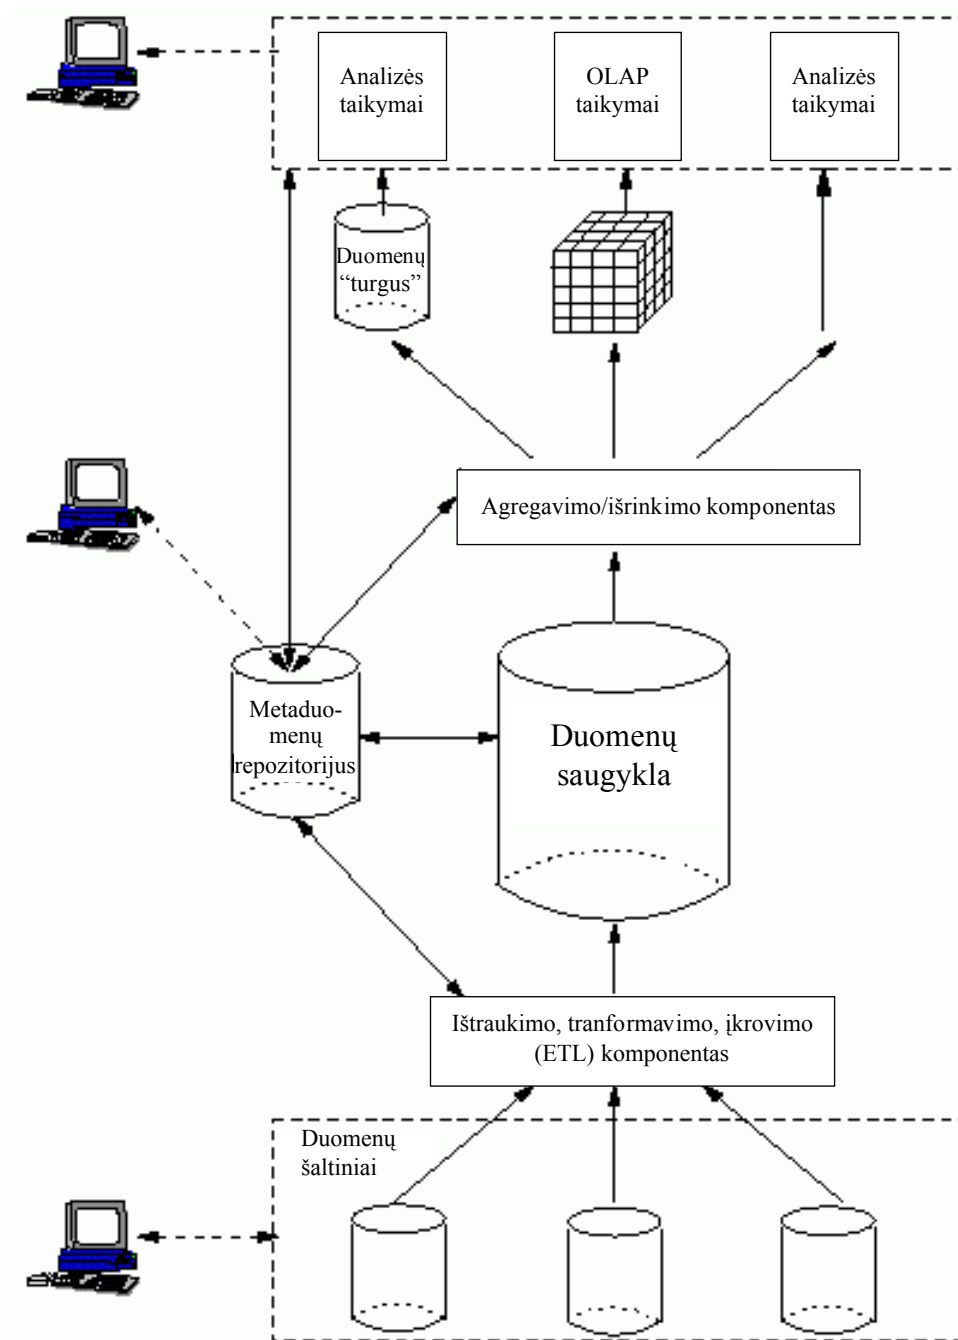 Analizės
taikymai
OLAP
taikymai
Analizės
taikymai
Duomenų
“turgus”
Agregavimo/išrinkimo komponentas
Metaduo-
menų
repozitorijus
Duomenų
saugykla
Ištraukimo, tranformavimo, įkrovimo
(ETL) komponentas
Duomenų
šaltiniai